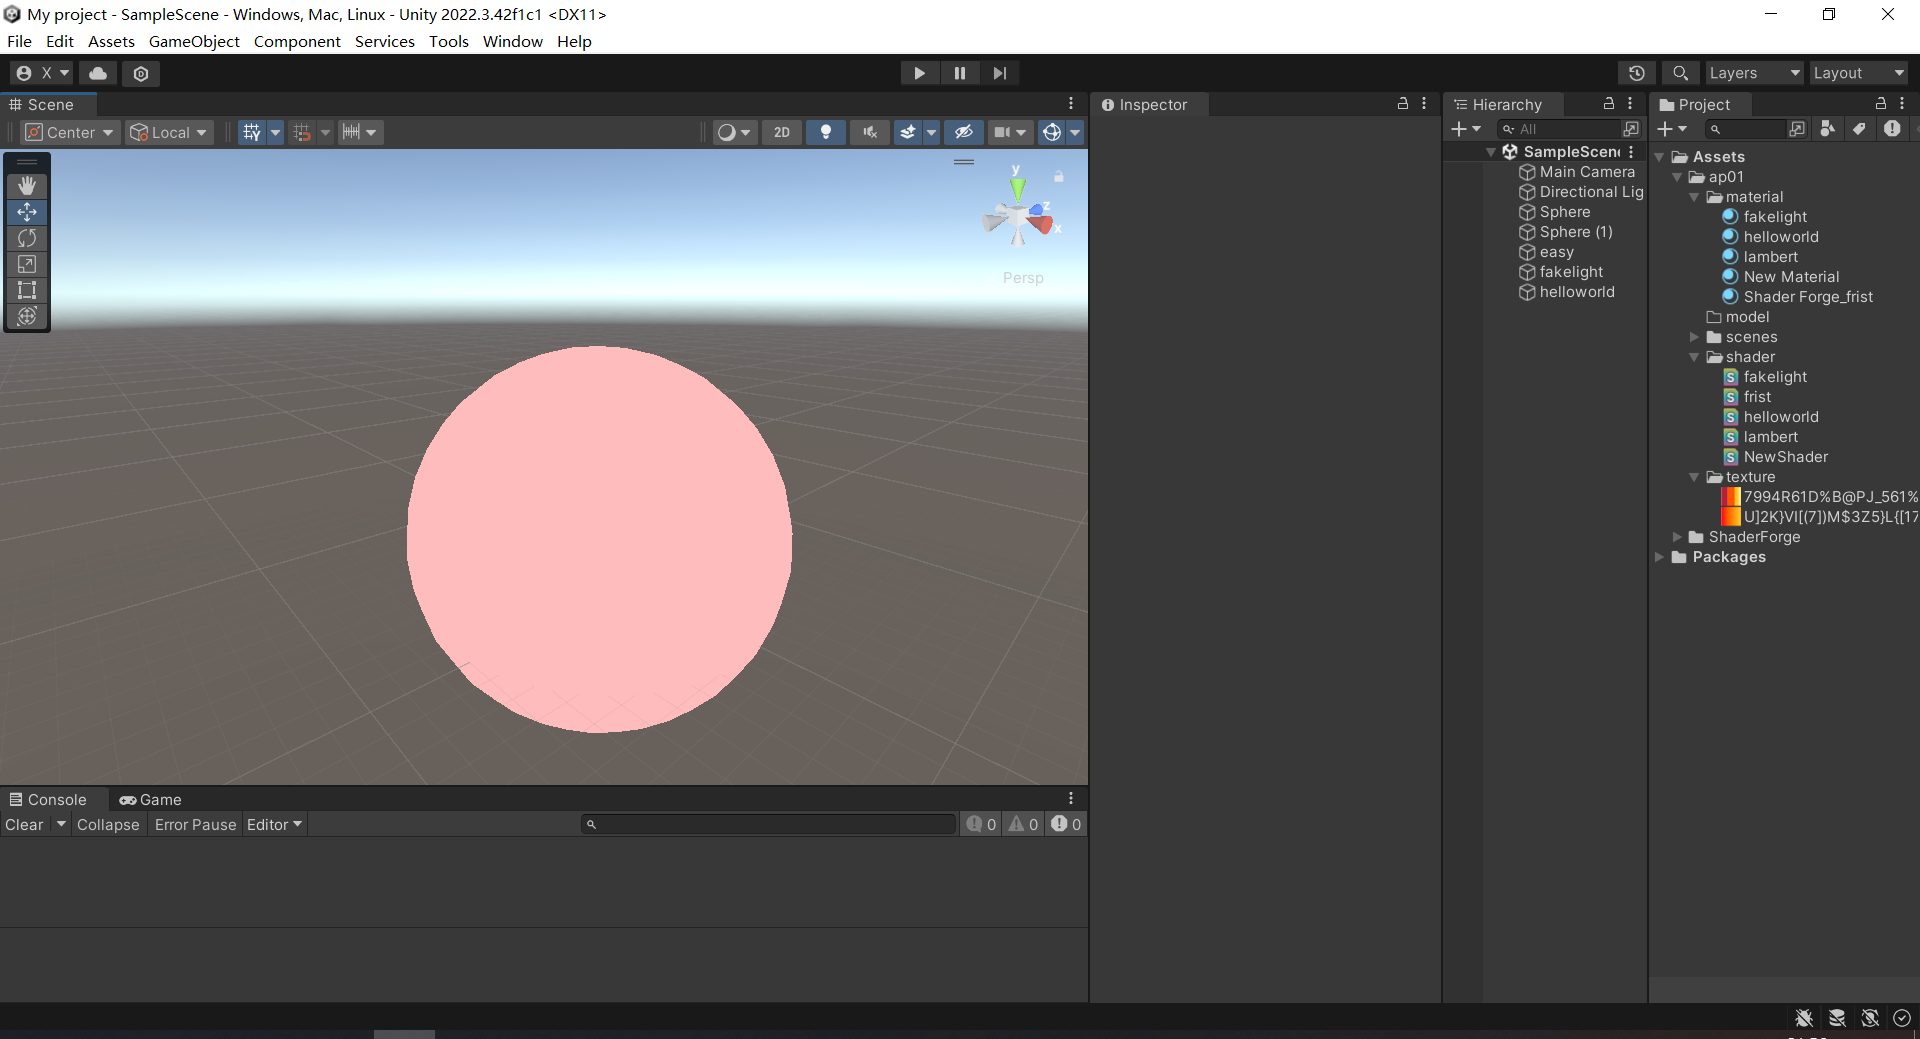 My project - SampleScene - Windows, Mac, Linux - Unity 2022.3.42f1c1 <DX11>
File Edit Assets GameObject Component Services Tools Window Help
X
Layers
Layout
Scene
Center
Local
2D
y
z
x
Persp
Console
Game
Clear
Collapse
Error Pause
Editor
0
0
0
Inspector
Hierarchy
All
SampleScene
Main Camera
Directional Lig
Sphere
Sphere (1)
easy
fakelight
helloworld
Project
Assets
ap01
material
fakelight
helloworld
lambert
New Material
Shader Forge_frist
model
scenes
shader
fakelight
frist
helloworld
lambert
NewShader
texture
7994R61D%B@PJ_561%
U]2K}VI[(7])M$3Z5}L{[17
ShaderForge
Packages